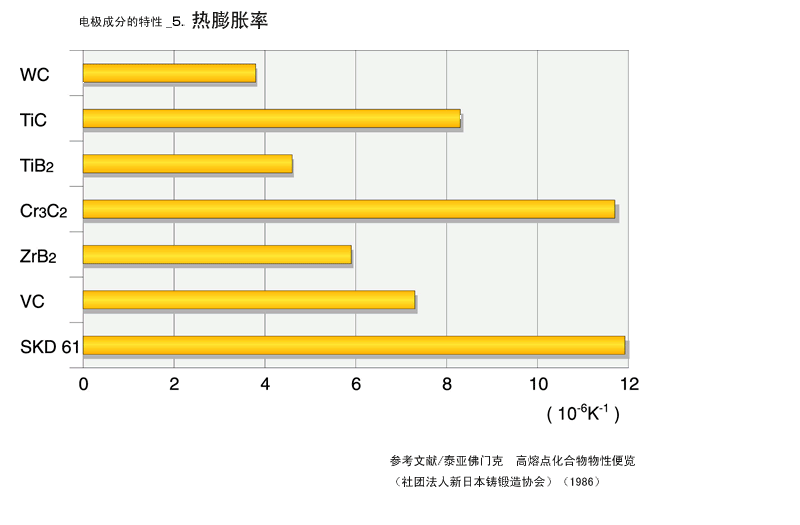 电极成分的特性 _5. 热膨胀率
WC
TiC
TiB2
Cr3C2
ZrB2
VC
SKD 61
0 2 4 6 8 10 12
( 10⁻⁶K⁻¹ )
参考文献/泰亚佛门克 高熔点化合物物性便览
（社团法人新日本铸锻造协会）（1986）